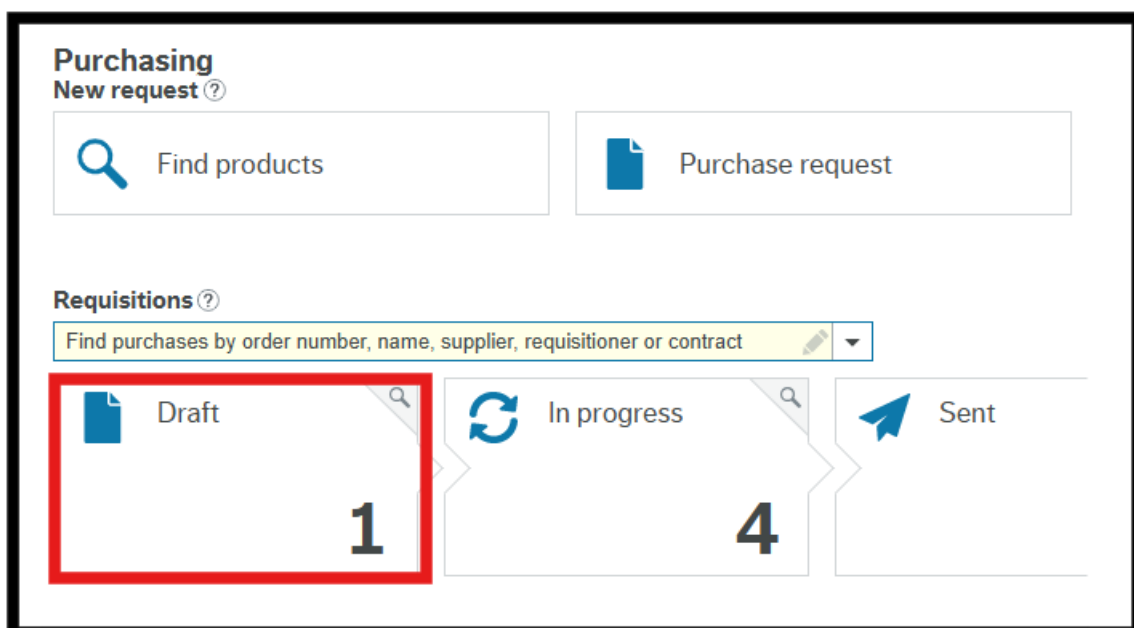 Purchasing
New request ?
Find products
Purchase request
Requisitions ?
Find purchases by order number, name, supplier, requisitioner or contract
Draft
1
In progress
4
Sent